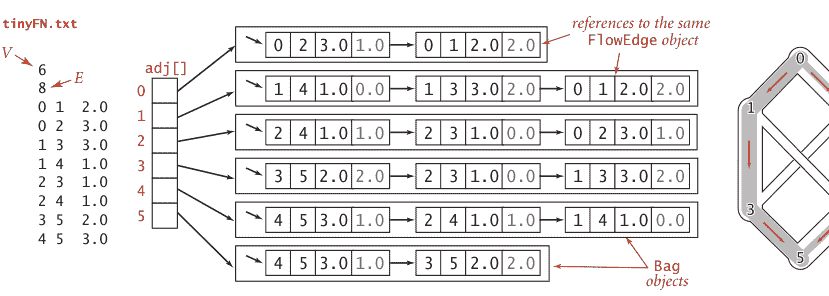 tinyFN.txt
V
6
E
8
0 1 2.0
0 2 3.0
1 3 3.0
1 4 1.0
2 3 1.0
2 4 1.0
3 5 2.0
4 5 3.0
adj[]
0
1
2
3
4
5
0 2 3.0 1.0 0 1 2.0 2.0
1 4 1.0 0.0 1 3 3.0 2.0 0 1 2.0 2.0
2 4 1.0 1.0 2 3 1.0 0.0 0 2 3.0 1.0
3 5 2.0 2.0 2 3 1.0 0.0 1 3 3.0 2.0
4 5 3.0 1.0 2 4 1.0 1.0 1 4 1.0 0.0
4 5 3.0 1.0 3 5 2.0 2.0
references to the same
FlowEdge object
Bag
objects
0
1
3
5